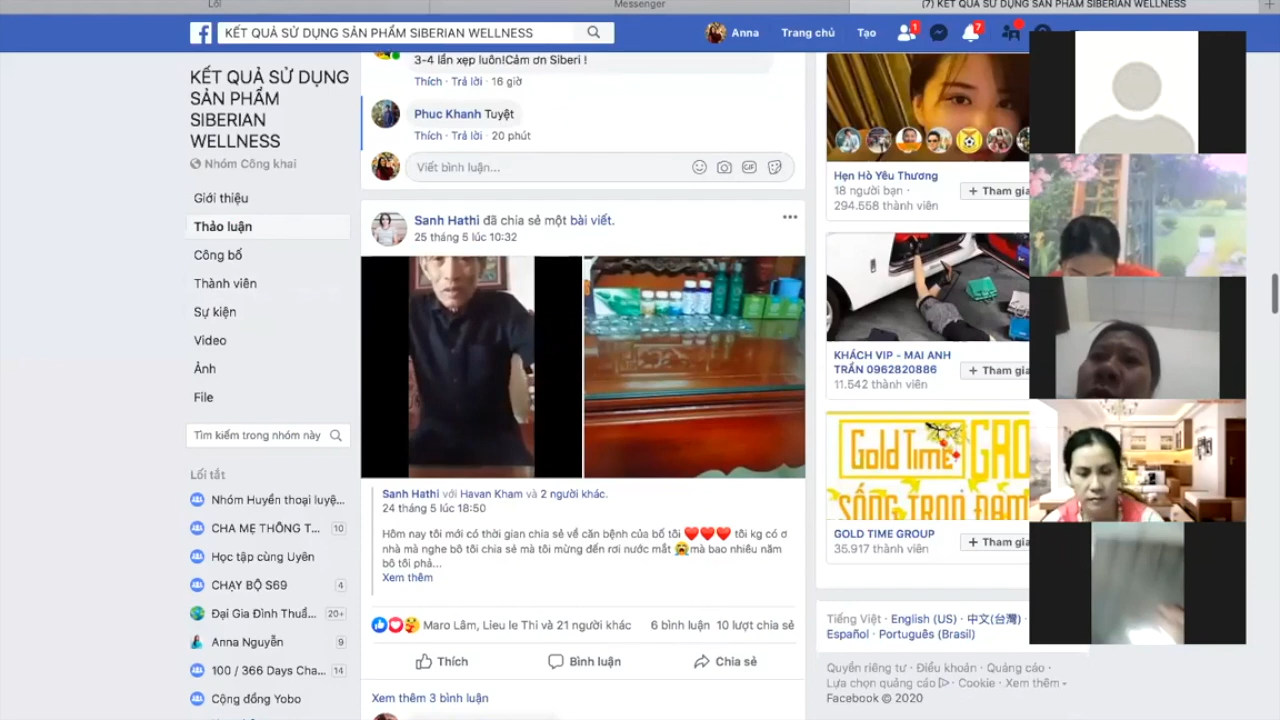 Lối
Messenger
(7) KẾT QUẢ SỬ DỤNG SẢN PHẨM SIBERIAN WELLNESS
KẾT QUẢ SỬ DỤNG SẢN PHẨM SIBERIAN WELLNESS
Anna
Trang chủ
Tạo
1
7
KẾT QUẢ SỬ DỤNG
SẢN PHẨM
SIBERIAN
WELLNESS
Nhóm Công khai
Giới thiệu
Thảo luận
Công bố
Thành viên
Sự kiện
Video
Ảnh
File
Tìm kiếm trong nhóm này
Lối tắt
Nhóm Huyền thoại luyệ...
CHA MẸ THÔNG T... 10
Học tập cùng Uyên
CHẠY BỘ S69 4
Đại Gia Đình Thuầ... 20+
Anna Nguyễn 9
100 / 366 Days Cha... 14
Cộng đồng Yobo
3-4 lần xẹp luôn!Cảm ơn Siberi !
Thích · Trả lời · 16 giờ
Phuc Khanh Tuyệt
Thích · Trả lời · 20 phút
Viết bình luận...
GIF
Sanh Hathi đã chia sẻ một bài viết.
25 tháng 5 lúc 10:32
Sanh Hathi với Havan Kham và 2 người khác.
24 tháng 5 lúc 18:50
Hôm nay tôi mới có thời gian chia sẻ về căn bệnh của bố tôi ❤❤❤ tôi kg có ơ
nhà mà nghe bô tôi chia sẻ mà tôi mừng đến rơi nước mắt 😭mà bao nhiêu năm
bô tôi phả...
Xem thêm
Maro Lâm, Lieu le Thi và 21 người khác
6 bình luận 10 lượt chia sẻ
Thích
Bình luận
Chia sẻ
Xem thêm 3 bình luận
Hẹn Hò Yêu Thương
18 người bạn ·
294.558 thành viên
+ Tham gia
KHÁCH VIP - MAI ANH
TRẦN 0962820886
11.542 thành viên
+ Tham gia
Gold Time
GOLD TIME GROUP
35.917 thành viên
+ Tham gia
Tiếng Việt · English (US) · 中文(台灣) ·
Español · Português (Brasil)
Quyền riêng tư · Điều khoản · Quảng cáo ·
Lựa chọn quảng cáo · Cookie · Xem thêm
Facebook © 2020